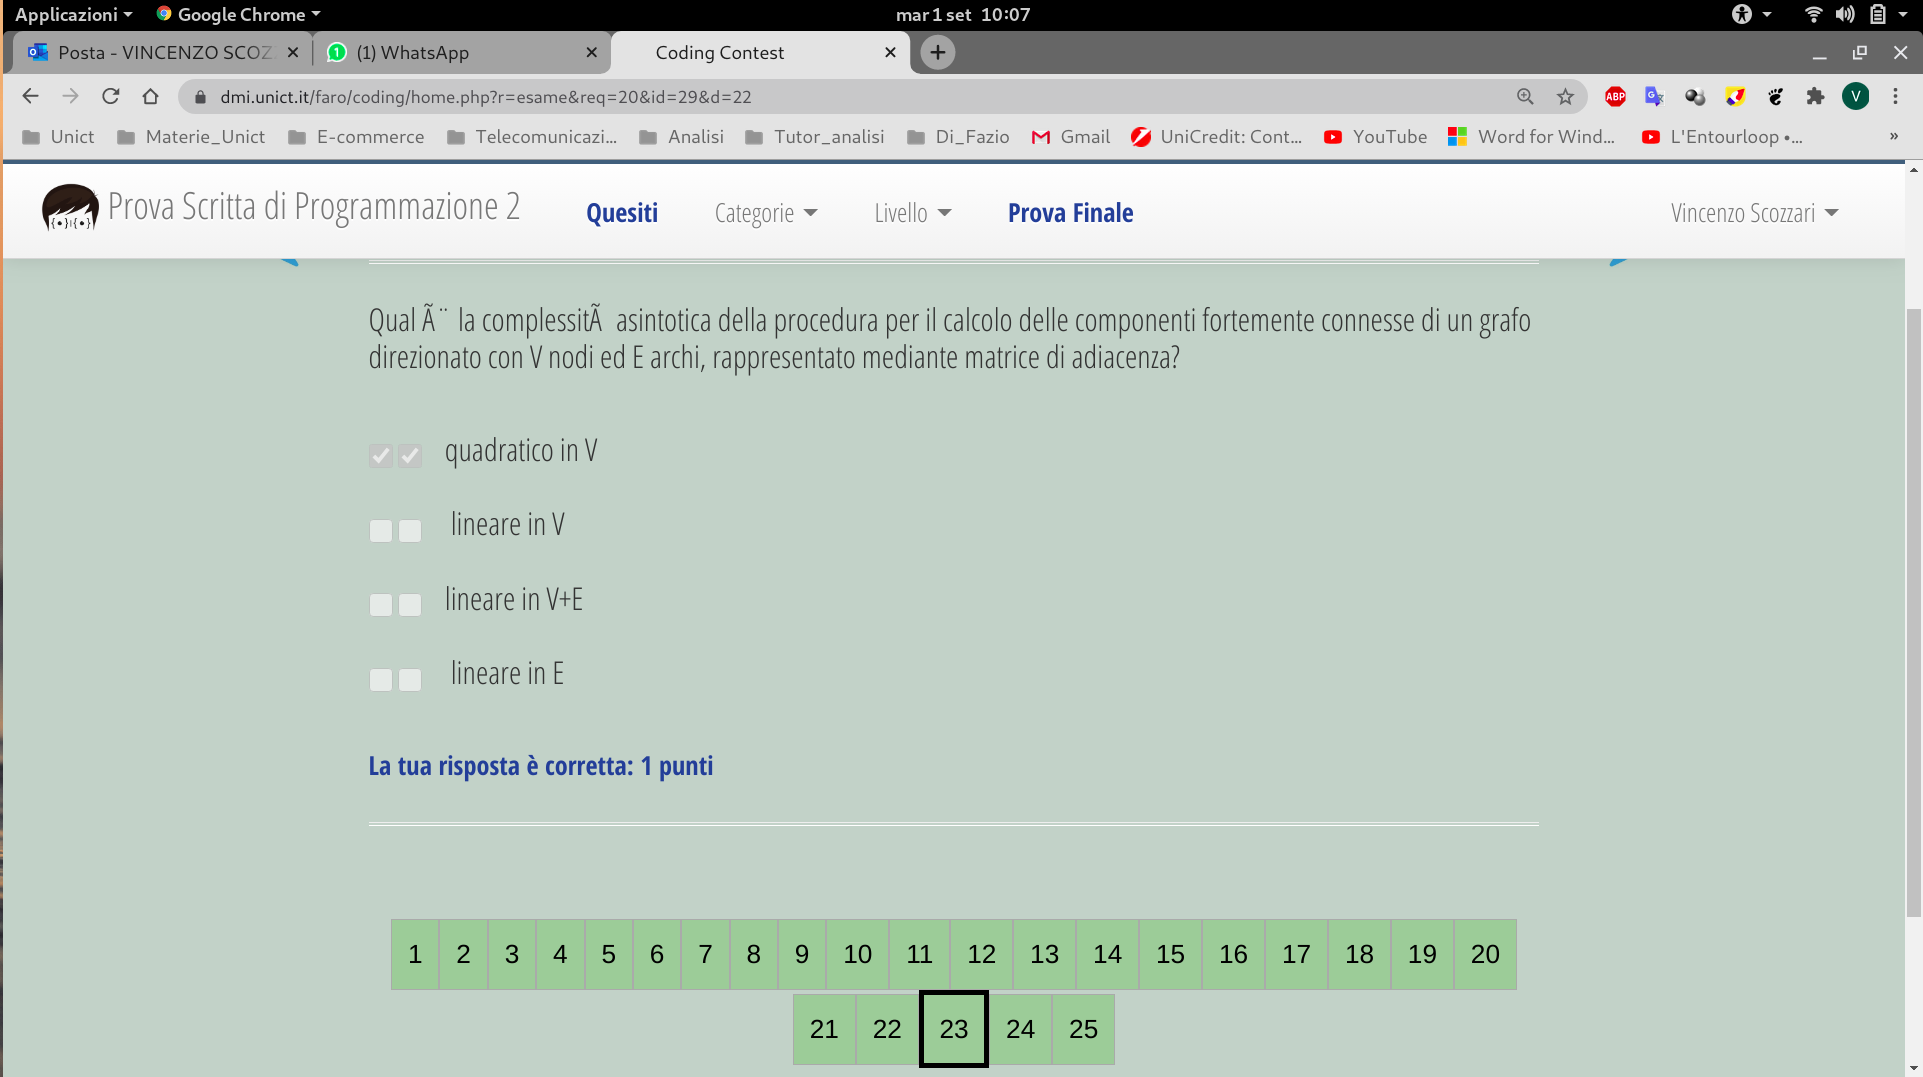 Applicazioni
Google Chrome
mar 1 set 10:07
Posta - VINCENZO SCOZ
(1) WhatsApp
Coding Contest
dmi.unict.it/faro/coding/home.php?r=esame&req=20&id=29&d=22
ABP
V
Unict
Materie_Unict
E-commerce
Telecomunicazi...
Analisi
Tutor_analisi
Di_Fazio
Gmail
UniCredit: Cont...
YouTube
Word for Wind...
L'Entourloop •...
»
Prova Scritta di Programmazione 2
Quesiti
Categorie
Livello
Prova Finale
Vincenzo Scozzari
Qual Ã¨ la complessitÃ  asintotica della procedura per il calcolo delle componenti fortemente connesse di un grafo
direzionato con V nodi ed E archi, rappresentato mediante matrice di adiacenza?
quadratico in V
lineare in V
lineare in V+E
lineare in E
La tua risposta è corretta: 1 punti
1 2 3 4 5 6 7 8 9 10 11 12 13 14 15 16 17 18 19 20
21 22 23 24 25